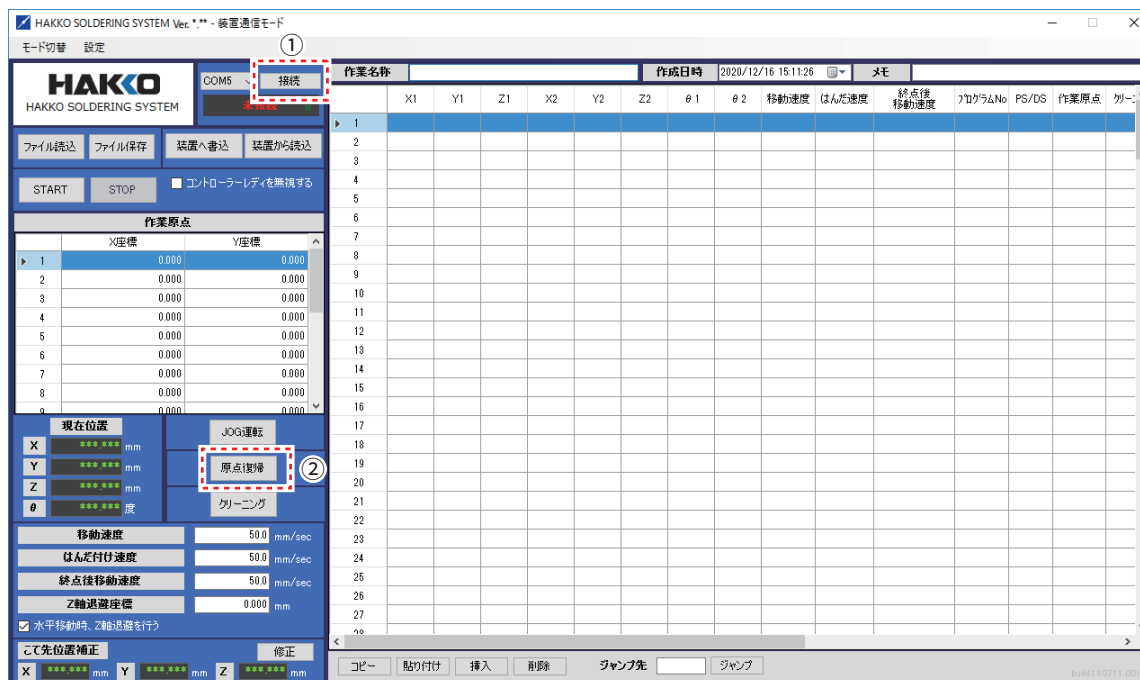 HAKKO SOLDERING SYSTEM Ver. *.** - 装置通信モード
モード切替 設定
①
HAKKO
HAKKO SOLDERING SYSTEM
COM5 接続
未接続
作業名称 作成日時 2020/12/16 15:11:26 メモ
X1 Y1 Z1 X2 Y2 Z2 θ1 θ2 移動速度 はんだ速度 終点後移動速度 プログラムNo PS/DS 作業原点 クリー
ファイル読込 ファイル保存 装置へ書込 装置から読込
START STOP コントローラーレディを無視する
作業原点
X座標 Y座標
1 0.000 0.000
2 0.000 0.000
3 0.000 0.000
4 0.000 0.000
5 0.000 0.000
6 0.000 0.000
7 0.000 0.000
8 0.000 0.000
9 0.000 0.000
現在位置
X ***.*** mm
Y ***.*** mm
Z ***.*** mm
θ ***.*** 度
JOG運転
原点復帰 ②
クリーニング
移動速度 50.0 mm/sec
はんだ付け速度 50.0 mm/sec
終点後移動速度 50.0 mm/sec
Z軸退避座標 0.000 mm
水平移動時、Z軸退避を行う
こて先位置補正 修正
X ***.*** mm Y ***.*** mm Z ***.*** mm
1
2
3
4
5
6
7
8
9
10
11
12
13
14
15
16
17
18
19
20
21
22
23
24
25
26
27
28
コピー 貼り付け 挿入 削除 ジャンプ先 ジャンプ